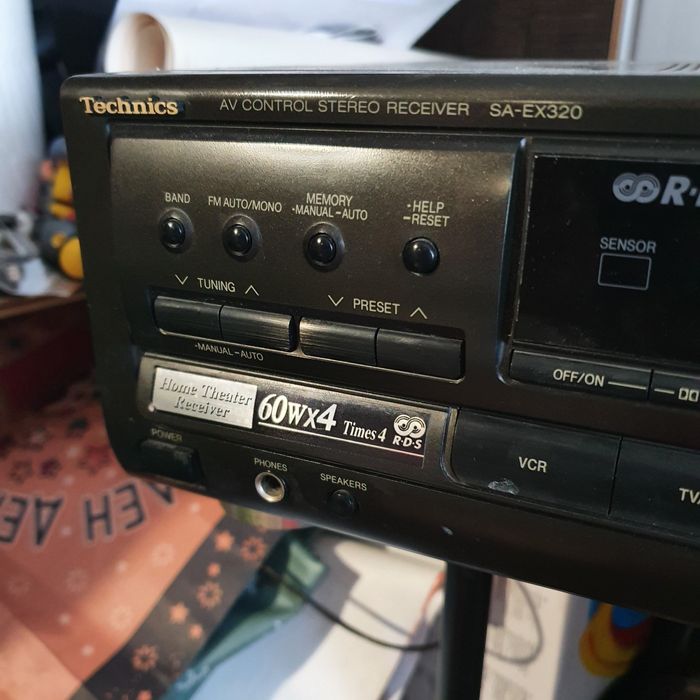 Technics AV CONTROL STEREO RECEIVER SA-EX320
BAND FM AUTO/MONO MEMORY
-MANUAL -AUTO
·HELP
-RESET
TUNING PRESET
-MANUAL -AUTO
SENSOR
OFF/ON
Home Theater
Receiver
60Wx4 Times 4 R·D·S
POWER
PHONES
SPEAKERS
VCR